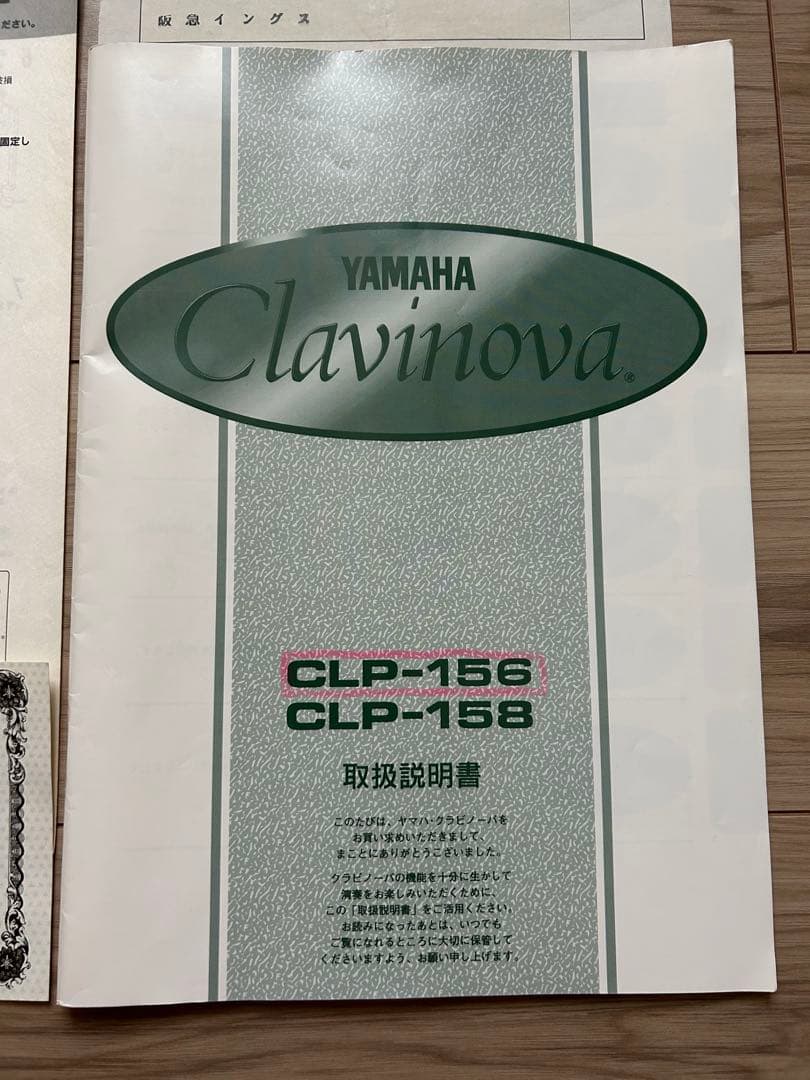 阪急イングス
ださい。
破損
固定し
YAMAHA
Clavinova®
CLP-156
CLP-158
取扱説明書
このたびは、ヤマハ・クラビノーバを
お買い求めいただきまして、
まことにありがとうございました。
クラビノーバの機能を十分に生かして
演奏をお楽しみいただくために、
この「取扱説明書」をご活用ください。
お読みになったあとは、いつでも
ご覧になれるところに大切に保管して
くださいますよう、お願い申し上げます。